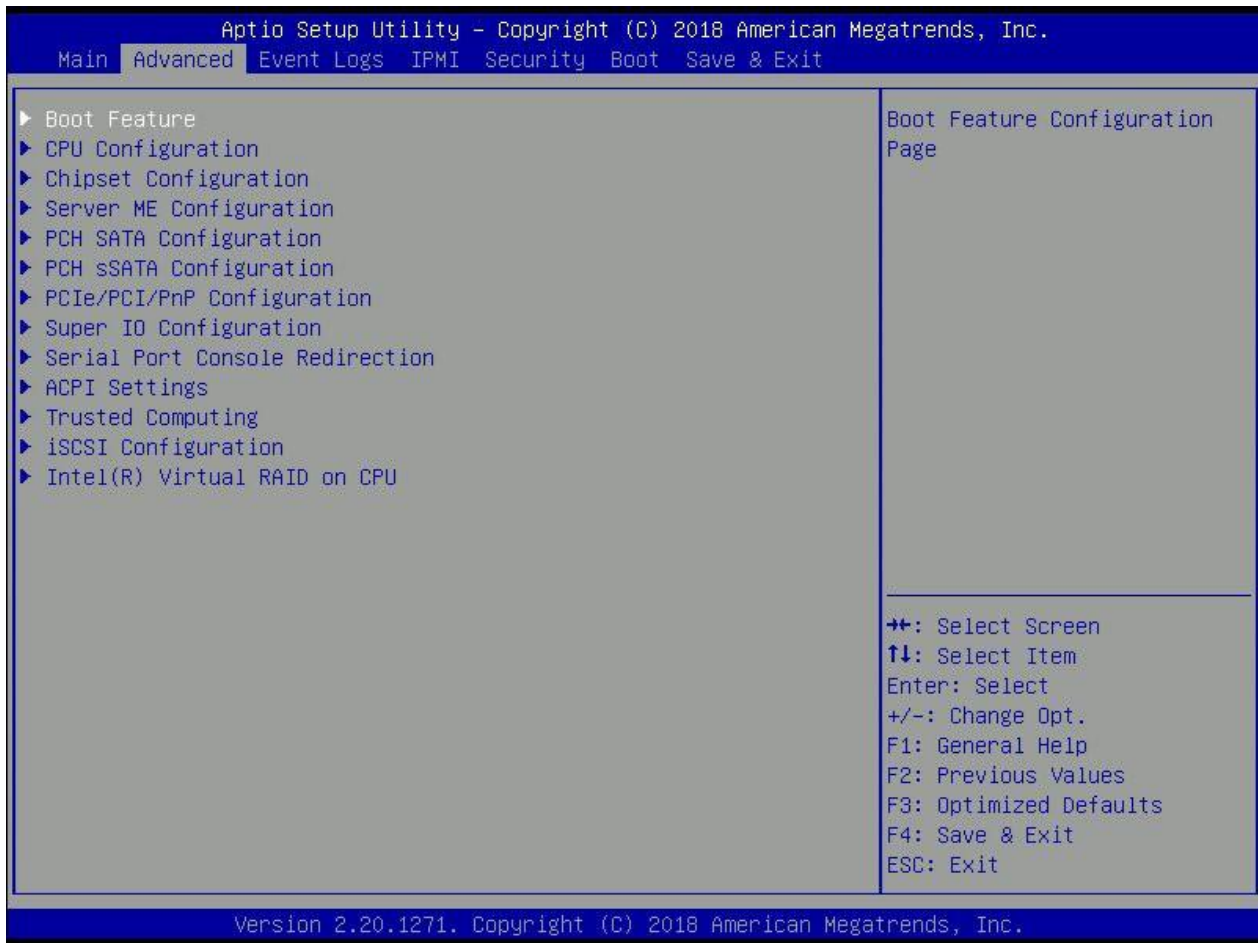 Aptio Setup Utility – Copyright (C) 2018 American Megatrends, Inc.
Main Advanced Event Logs IPMI Security Boot Save & Exit
▶ Boot Feature
▶ CPU Configuration
▶ Chipset Configuration
▶ Server ME Configuration
▶ PCH SATA Configuration
▶ PCH sSATA Configuration
▶ PCIe/PCI/PnP Configuration
▶ Super IO Configuration
▶ Serial Port Console Redirection
▶ ACPI Settings
▶ Trusted Computing
▶ iSCSI Configuration
▶ Intel(R) Virtual RAID on CPU
Boot Feature Configuration
Page
→←: Select Screen
↑↓: Select Item
Enter: Select
+/-: Change Opt.
F1: General Help
F2: Previous Values
F3: Optimized Defaults
F4: Save & Exit
ESC: Exit
Version 2.20.1271. Copyright (C) 2018 American Megatrends, Inc.